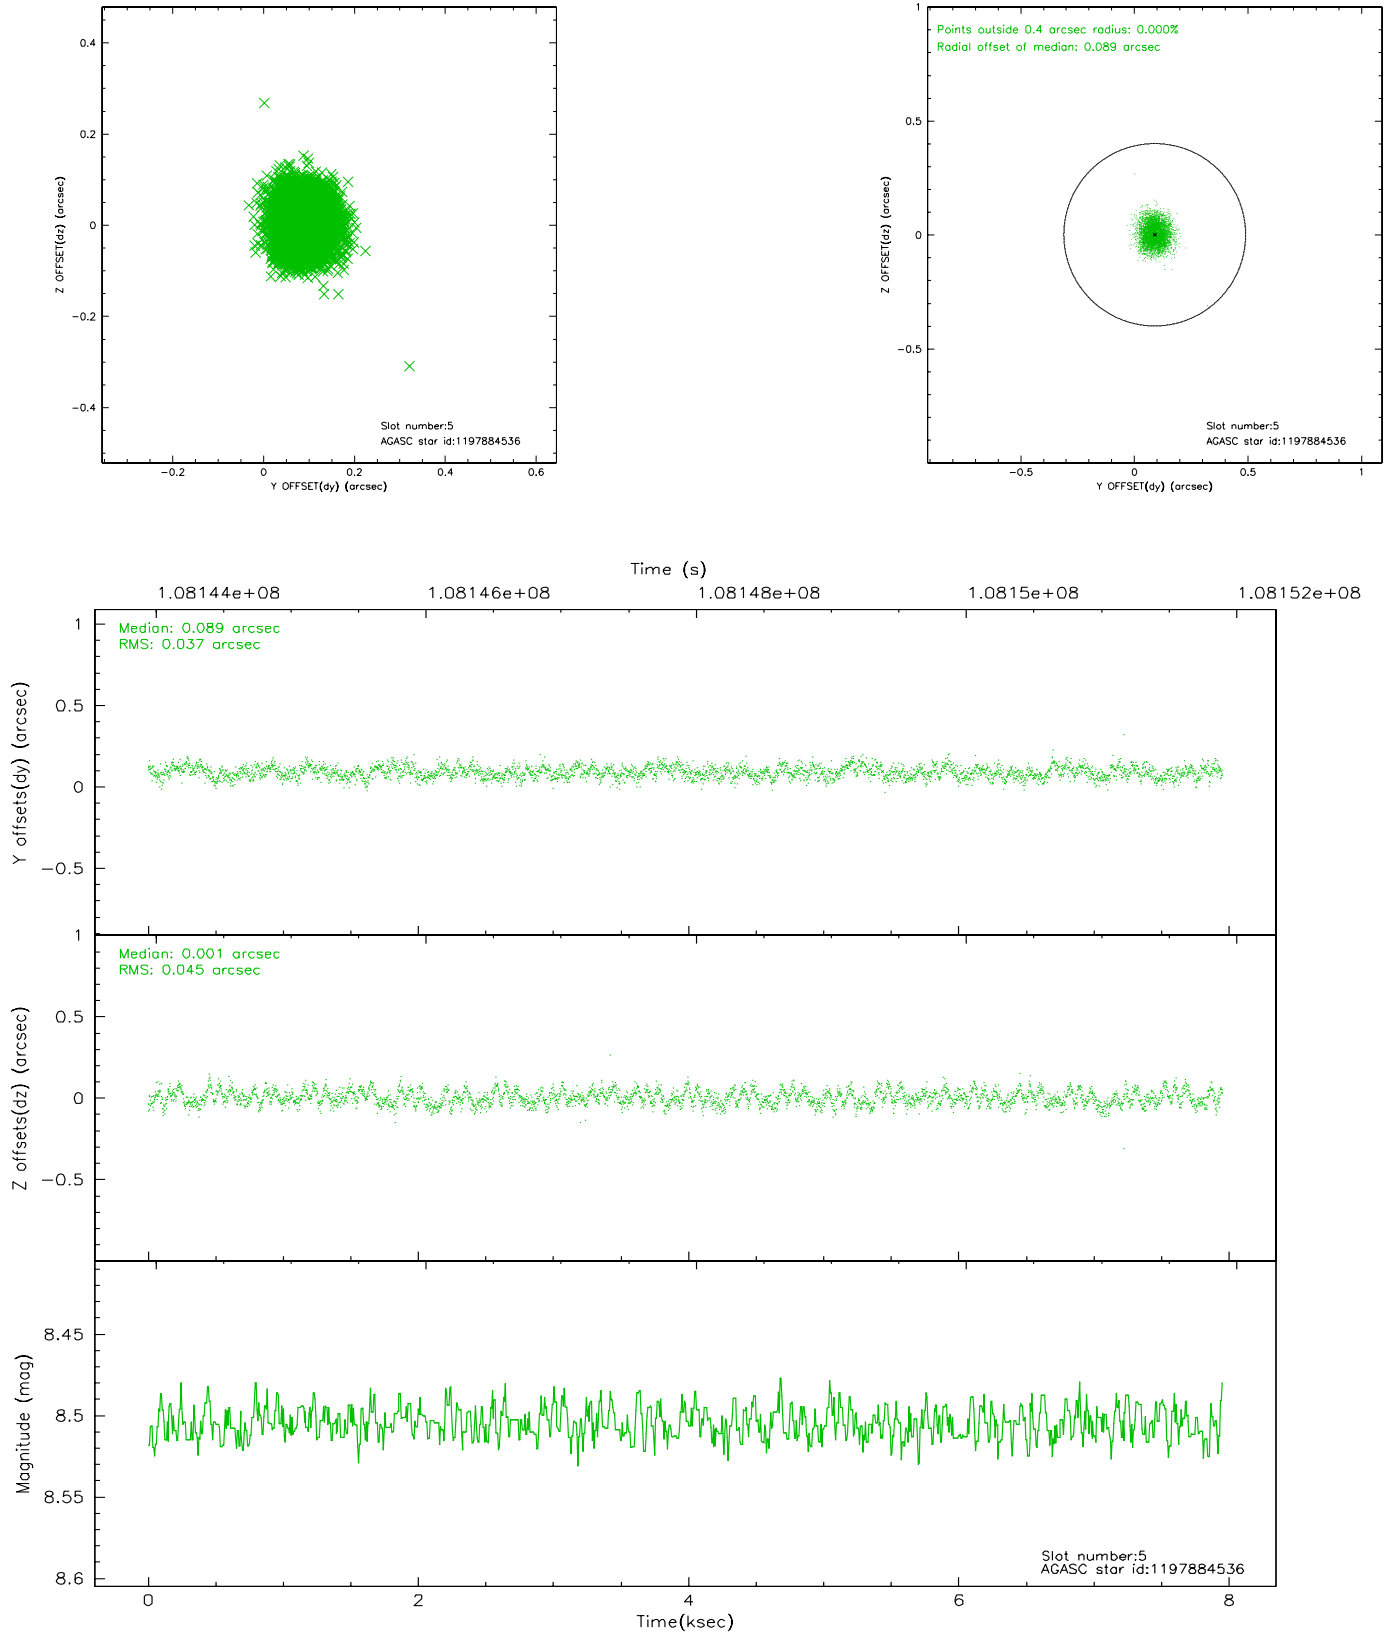 0.4
0.2
0
−0.2
−0.4
Z OFFSET(dz) (arcsec)
Slot number:5
AGASC star id:1197884536
−0.2 0 0.2 0.4 0.6
Y OFFSET(dy) (arcsec)
Points outside 0.4 arcsec radius: 0.000%
Radial offset of median: 0.089 arcsec
1
0.5
0
−0.5
Z OFFSET(dz) (arcsec)
Slot number:5
AGASC star id:1197884536
−0.5 0 0.5 1
Y OFFSET(dy) (arcsec)
Time (s)
1.08144e+08 1.08146e+08 1.08148e+08 1.0815e+08 1.08152e+08
Median: 0.089 arcsec
RMS: 0.037 arcsec
1
0.5
0
−0.5
Y offsets(dy) (arcsec)
Median: 0.001 arcsec
RMS: 0.045 arcsec
1
0.5
0
−0.5
Z offsets(dz) (arcsec)
8.45
8.5
8.55
8.6
Magnitude (mag)
Slot number:5
AGASC star id:1197884536
0 2 4 6 8
Time(ksec)